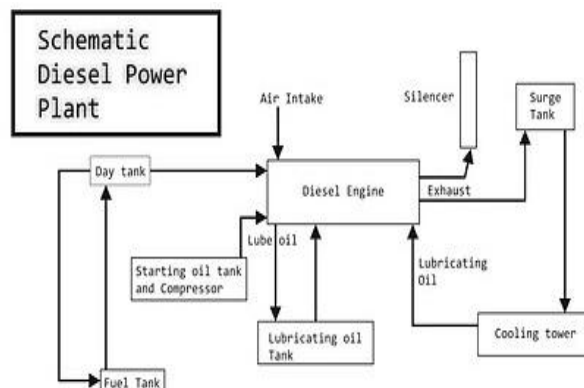 Schematic
Diesel Power
Plant
Air Intake
Silencer
Surge
Tank
Day tank
Diesel Engine
Exhaust
Lube oil
Starting oil tank
and Compressor
Lubricating
Oil
Lubricating oil
Tank
Cooling tower
Fuel Tank